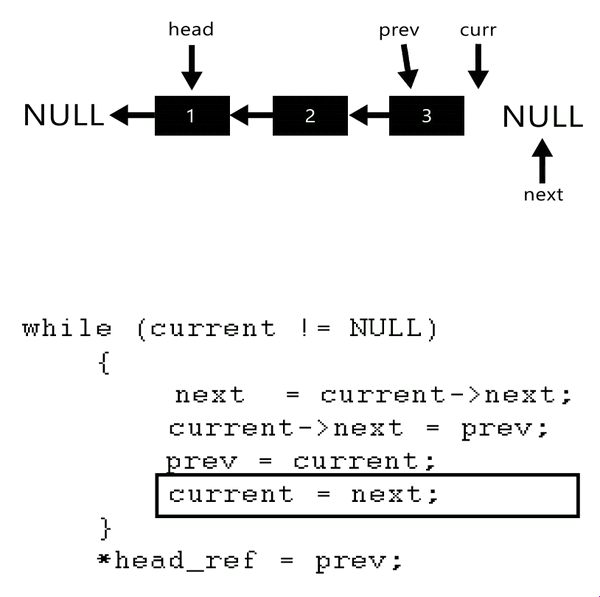 head prev curr
NULL 1 2 3 NULL
next
while (current != NULL)
{
next = current->next;
current->next = prev;
prev = current;
current = next;
}
*head_ref = prev;